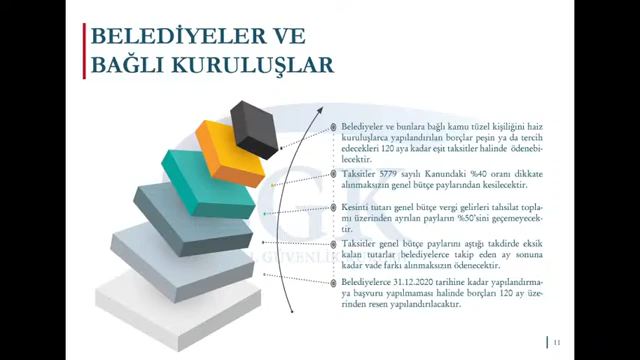 BELEDİYELER VE
BAĞLI KURULUŞLAR
Belediyeler ve bunlara bağlı kamu tüzel kişiliğini haiz
kuruluşlarca yapılandırılan borçlar peşin ya da tercih
edecekleri 120 aya kadar eşit taksitler halinde ödenebi-
lecektir.
Taksitler 5779 sayılı Kanundaki %40 oranı dikkate
alınmaksızın genel bütçe paylarından kesilecektir.
Kesinti tutarı genel bütçe vergi gelirleri tahsilat topla-
mı üzerinden ayrılan payların %50'sini geçemeyecek-
tir.
Taksitler genel bütçe paylarını aştığı takdirde eksik
kalan tutarlar belediyelerce takip eden ay sonuna
kadar vade farkı alınmaksızın ödenecektir.
Belediyelerce 31.12.2020 tarihine kadar yapılandırma-
ya başvuru yapılmaması halinde borçları 120 ay üze-
rinden resen yapılandırılacaktır.
11